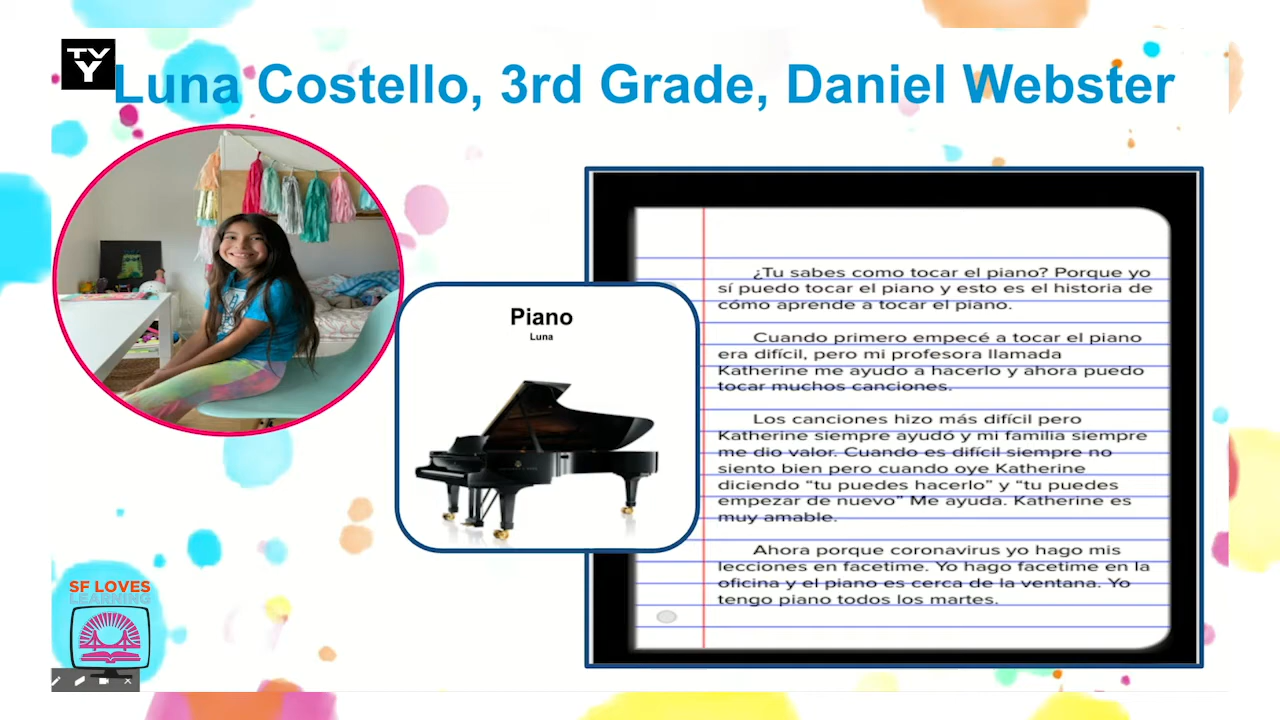 TV
Y
Luna Costello, 3rd Grade, Daniel Webster
Piano
Luna
¿Tu sabes como tocar el piano? Porque yo
sí puedo tocar el piano y esto es el historia de
cómo aprende a tocar el piano.
Cuando primero empecé a tocar el piano
era difícil, pero mi profesora llamada
Katherine me ayudo a hacerlo y ahora puedo
tocar muchos canciones.
Los canciones hizo más difícil pero
Katherine siempre ayudó y mi familia siempre
me dio valor. Cuando es difícil siempre no
siento bien pero cuando oye Katherine
diciendo “tu puedes hacerlo” y “tu puedes
empezar de nuevo” Me ayuda. Katherine es
muy amable.
Ahora porque coronavirus yo hago mis
lecciones en facetime. Yo hago facetime en la
oficina y el piano es cerca de la ventana. Yo
tengo piano todos los martes.
SF LOVES
LEARNING